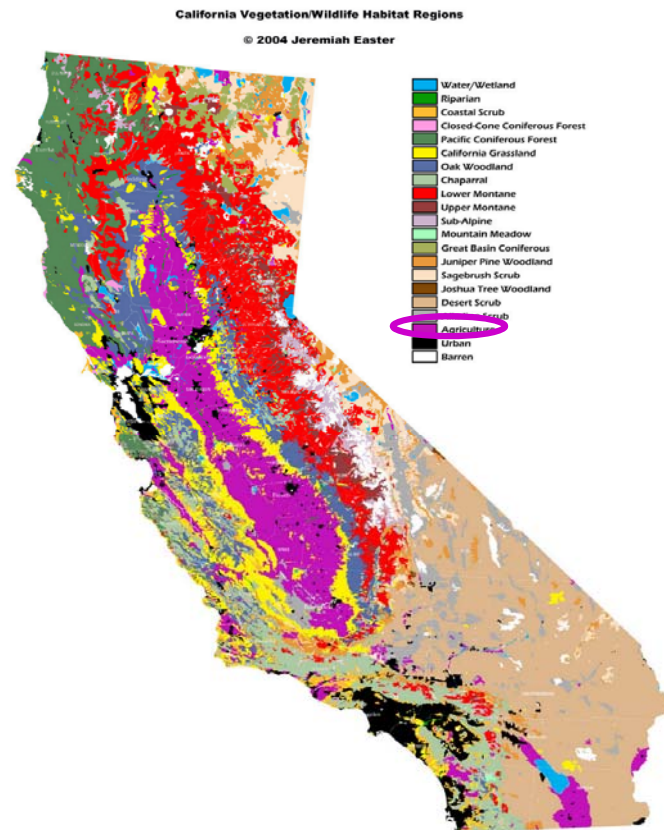 California Vegetation/Wildlife Habitat Regions
© 2004 Jeremiah Easter
Water/Wetland
Riparian
Coastal Scrub
Closed-Cone Coniferous Forest
Pacific Coniferous Forest
California Grassland
Oak Woodland
Chaparral
Lower Montane
Upper Montane
Sub-Alpine
Mountain Meadow
Great Basin Coniferous
Juniper Pine Woodland
Sagebrush Scrub
Joshua Tree Woodland
Desert Scrub
Scrub
Agriculture
Urban
Barren